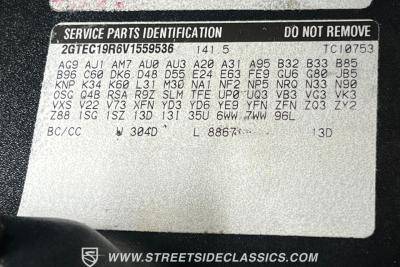 SERVICE PARTS IDENTIFICATION DO NOT REMOVE
2GTEC19R6V1559536 141 5 TC10753
AG9 AJ1 AM7 AU0 AU3 A20 A31 A95 B32 B33 B85
B96 C60 DK6 D48 D55 E24 E63 FE9 GU6 G80 JB5
KNP K34 K60 L31 M30 NA1 NF2 NP5 NRQ N33 N90
OSG Q4B RSA R9Z SLM TFE UP0 UQ3 VB3 VG3 VK3
VXS V22 V73 XFN YD3 YD6 YE9 YFN ZFN ZQ3 ZY2
Z88 1SG 1SZ 13D 13I 35U 6WW 7WW 96L
BC/CC W 304D L 8867 13D
WWW.STREETSIDECLASSICS.COM